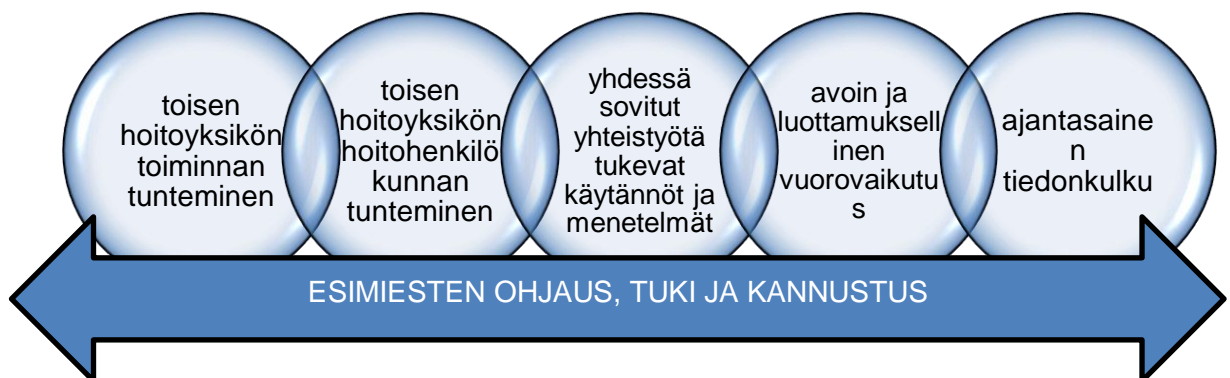 toisen
hoitoyksikön
toiminnan
tunteminen
toisen
hoitoyksikön
hoitohenkilö
kunnan
tunteminen
yhdessä
sovitut
yhteistyötä
tukevat
käytännöt ja
menetelmät
avoin ja
luottamuksell
inen
vuorovaikutu
s
ajantasaine
n
tiedonkulku
ESIMIESTEN OHJAUS, TUKI JA KANNUSTUS